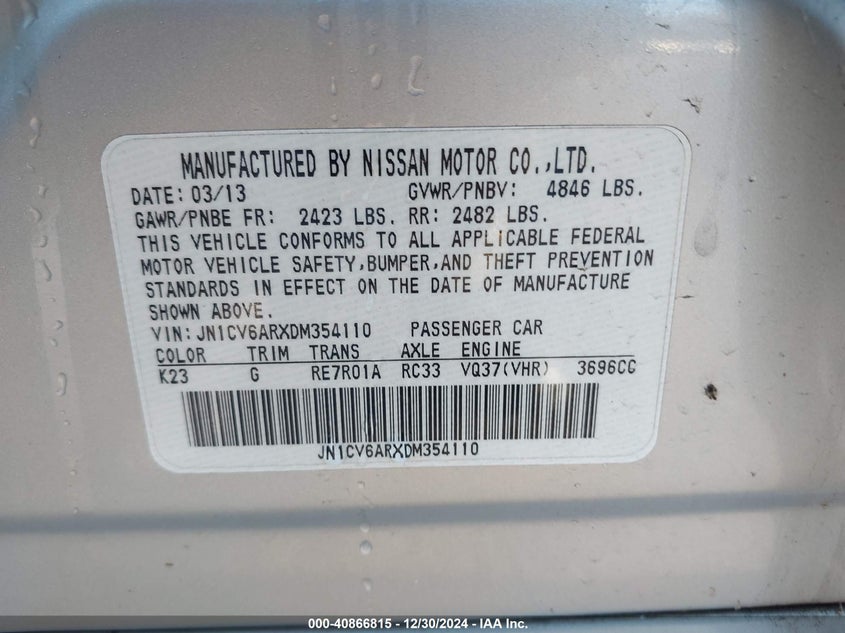 MANUFACTURED BY NISSAN MOTOR CO.,LTD.
DATE: 03/13 GVWR/PNBV: 4846 LBS.
GAWR/PNBE FR: 2423 LBS. RR: 2482 LBS.
THIS VEHICLE CONFORMS TO ALL APPLICABLE FEDERAL
MOTOR VEHICLE SAFETY,BUMPER,AND THEFT PREVENTION
STANDARDS IN EFFECT ON THE DATE OF MANUFACTURE
SHOWN ABOVE.
VIN: JN1CV6ARXDM354110 PASSENGER CAR
COLOR TRIM TRANS AXLE ENGINE
K23 G RE7R01A RC33 VQ37(VHR) 3696CC
JN1CV6ARXDM354110
000-40866815 - 12/30/2024 - IAA Inc.